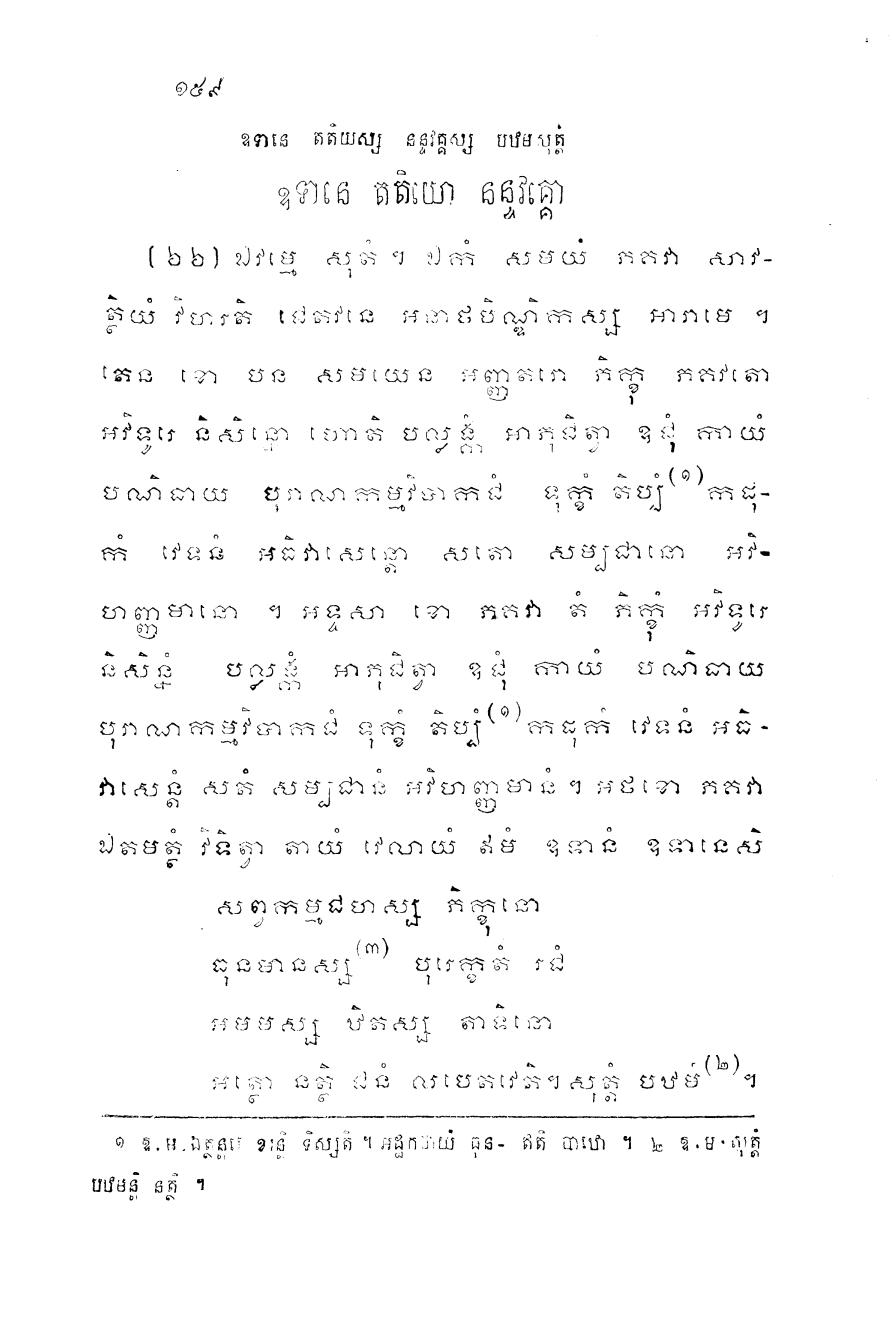 ១៥៩
ឧទានេ តតិយស្ស នន្ទវគ្គស្ស បឋមសុត្តំ
ឧទានេ តតិយោ នន្ទវគ្គោ
(២២) ឯវម្មេ សុតំ ។ ឯកំ សមយំ ភគវា សាវ-
ត្ថិយំ វិហរតិ ជេតវនេ អនាថបិណ្ឌិកស្ស អារាមេ ។
តេន ខោ បន សមយេន អញ្ញតរោ ភិក្ខុ ភគវតោ
អវិទូរេ និសិន្នោ ហោតិ បល្លង្កំ អាភុជិត្វា ឧជុំ កាយំ
បណិធាយ បុរាណកម្មវិបាកជំ ទុក្ខំ តិប្បំ(១)កដុ-
កំ វេទនំ អធិវាសេន្តោ សតោ សម្បជានោ អវិ-
ហញ្ញមានោ ។ អទ្ទសា ខោ ភគវា តំ ភិក្ខុំ អវិទូរេ
និសិន្នំ បល្លង្កំ អាភុជិត្វា ឧជុំ កាយំ បណិធាយ
បុរាណកម្មវិបាកជំ ទុក្ខំ តិប្បំ(១)កដុកំ វេទនំ អធិ-
វាសេន្តំ សតំ សម្បជានំ អវិហញ្ញមានំ ។ អថខោ ភគវា
ឯតមត្ថំ វិទិត្វា តាយំ វេលាយំ ឥមំ ឧទានំ ឧទានេសិ
សព្វកម្មជហស្ស ភិក្ខុនោ
ធុនមានស្ស(៣) បុរេក្ខតំ រជំ
អមមស្ស ឋិតស្ស តាទិនោ
អត្ថោ នត្ថិ ជនំ លបេតវេតិ។ សុត្តំ បឋមំ(២)។
១ ឱ.ម. ឯត្ថន្តរេ ខរន្តិ ទិស្សតិ ។ អដ្ឋកថាយំ ធុន- ឥតិ បាឋោ ។ ២ ឱ.ម. សុត្តំ
បឋមន្តិ នត្ថិ ។